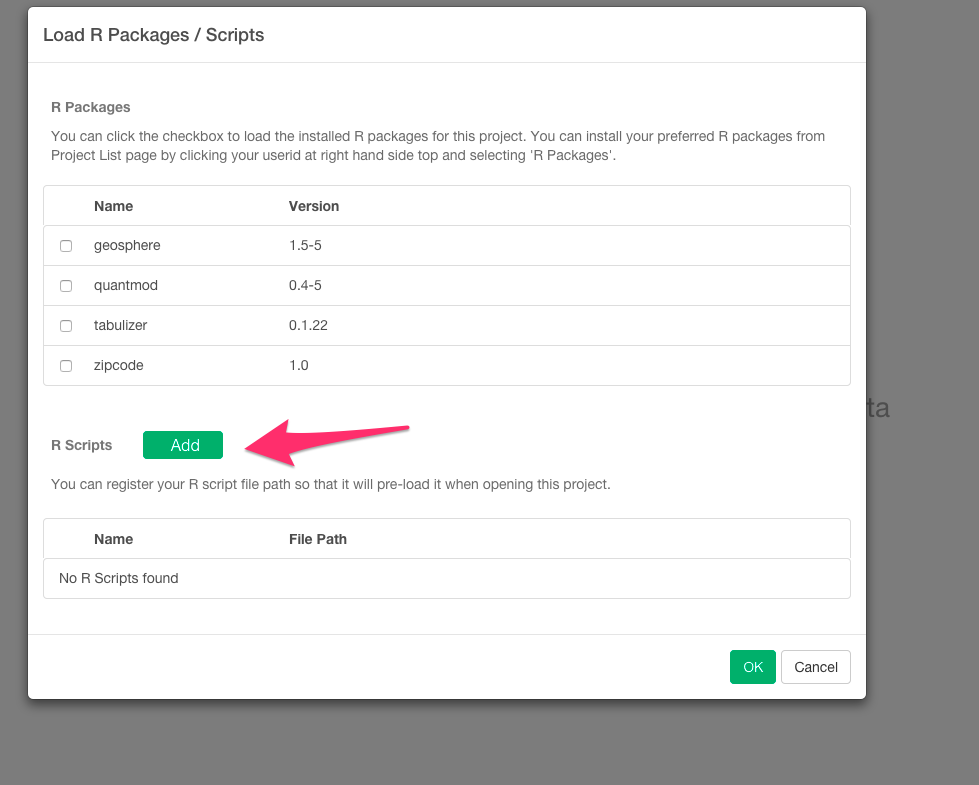 Load R Packages / Scripts
R Packages
You can click the checkbox to load the installed R packages for this project. You can install your preferred R packages from
Project List page by clicking your userid at right hand side top and selecting 'R Packages'.
Name Version
geosphere 1.5-5
quantmod 0.4-5
tabulizer 0.1.22
zipcode 1.0
ta
R Scripts Add
You can register your R script file path so that it will pre-load it when opening this project.
Name File Path
No R Scripts found
OK Cancel